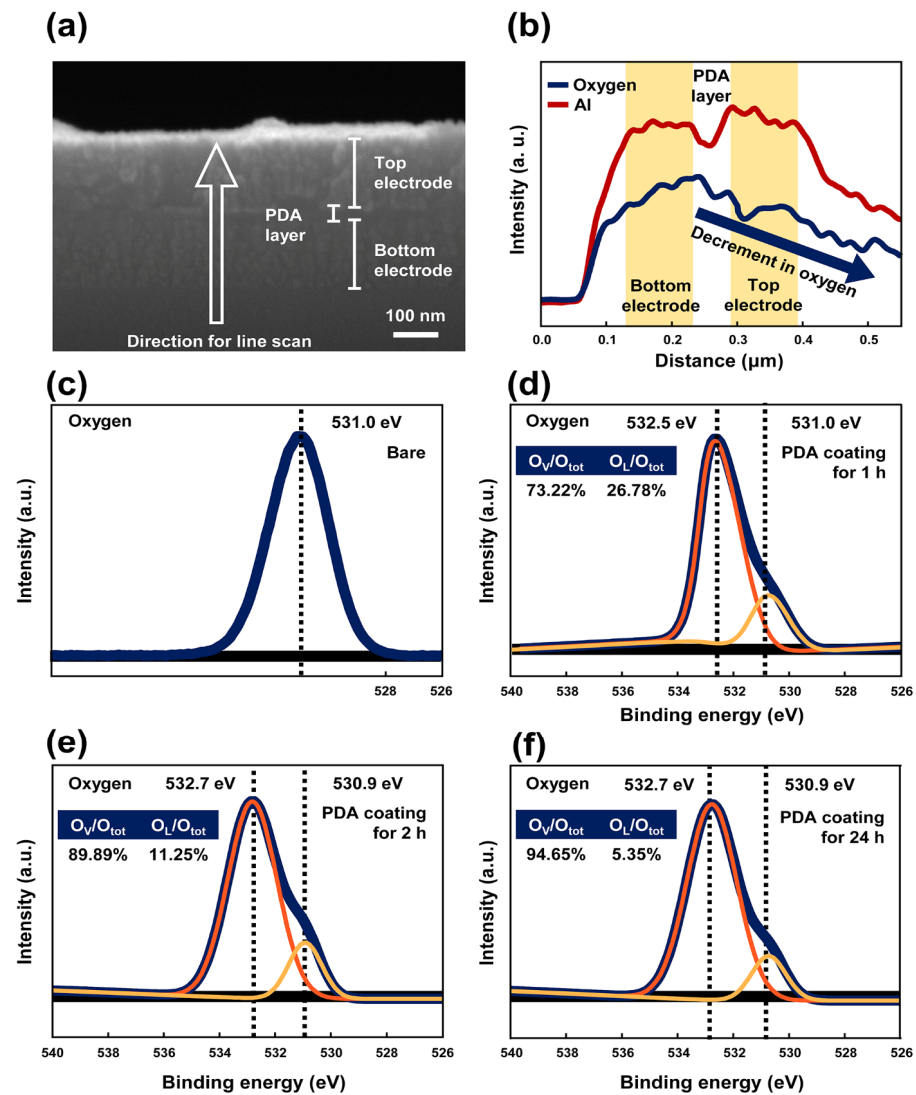 (a)
Top
electrode
PDA
layer
Bottom
electrode
100 nm
Direction for line scan
(b)
Oxygen
Al
PDA
layer
Decrement in oxygen
Bottom
electrode
Top
electrode
Intensity (a. u.)
0.0 0.1 0.2 0.3 0.4 0.5
Distance (μm)
(c)
Oxygen 531.0 eV
Bare
Intensity (a.u.)
528 526
(d)
Oxygen 532.5 eV 531.0 eV
PDA coating
for 1 h
OV/Otot OL/Otot
73.22% 26.78%
Intensity (a.u.)
540 538 536 534 532 530 528 526
Binding energy (eV)
(e)
Oxygen 532.7 eV 530.9 eV
PDA coating
for 2 h
OV/Otot OL/Otot
89.89% 11.25%
Intensity (a.u.)
540 538 536 534 532 530 528 526
Binding energy (eV)
(f)
Oxygen 532.7 eV 530.9 eV
PDA coating
for 24 h
OV/Otot OL/Otot
94.65% 5.35%
Intensity (a.u.)
540 538 536 534 532 530 528 526
Binding energy (eV)